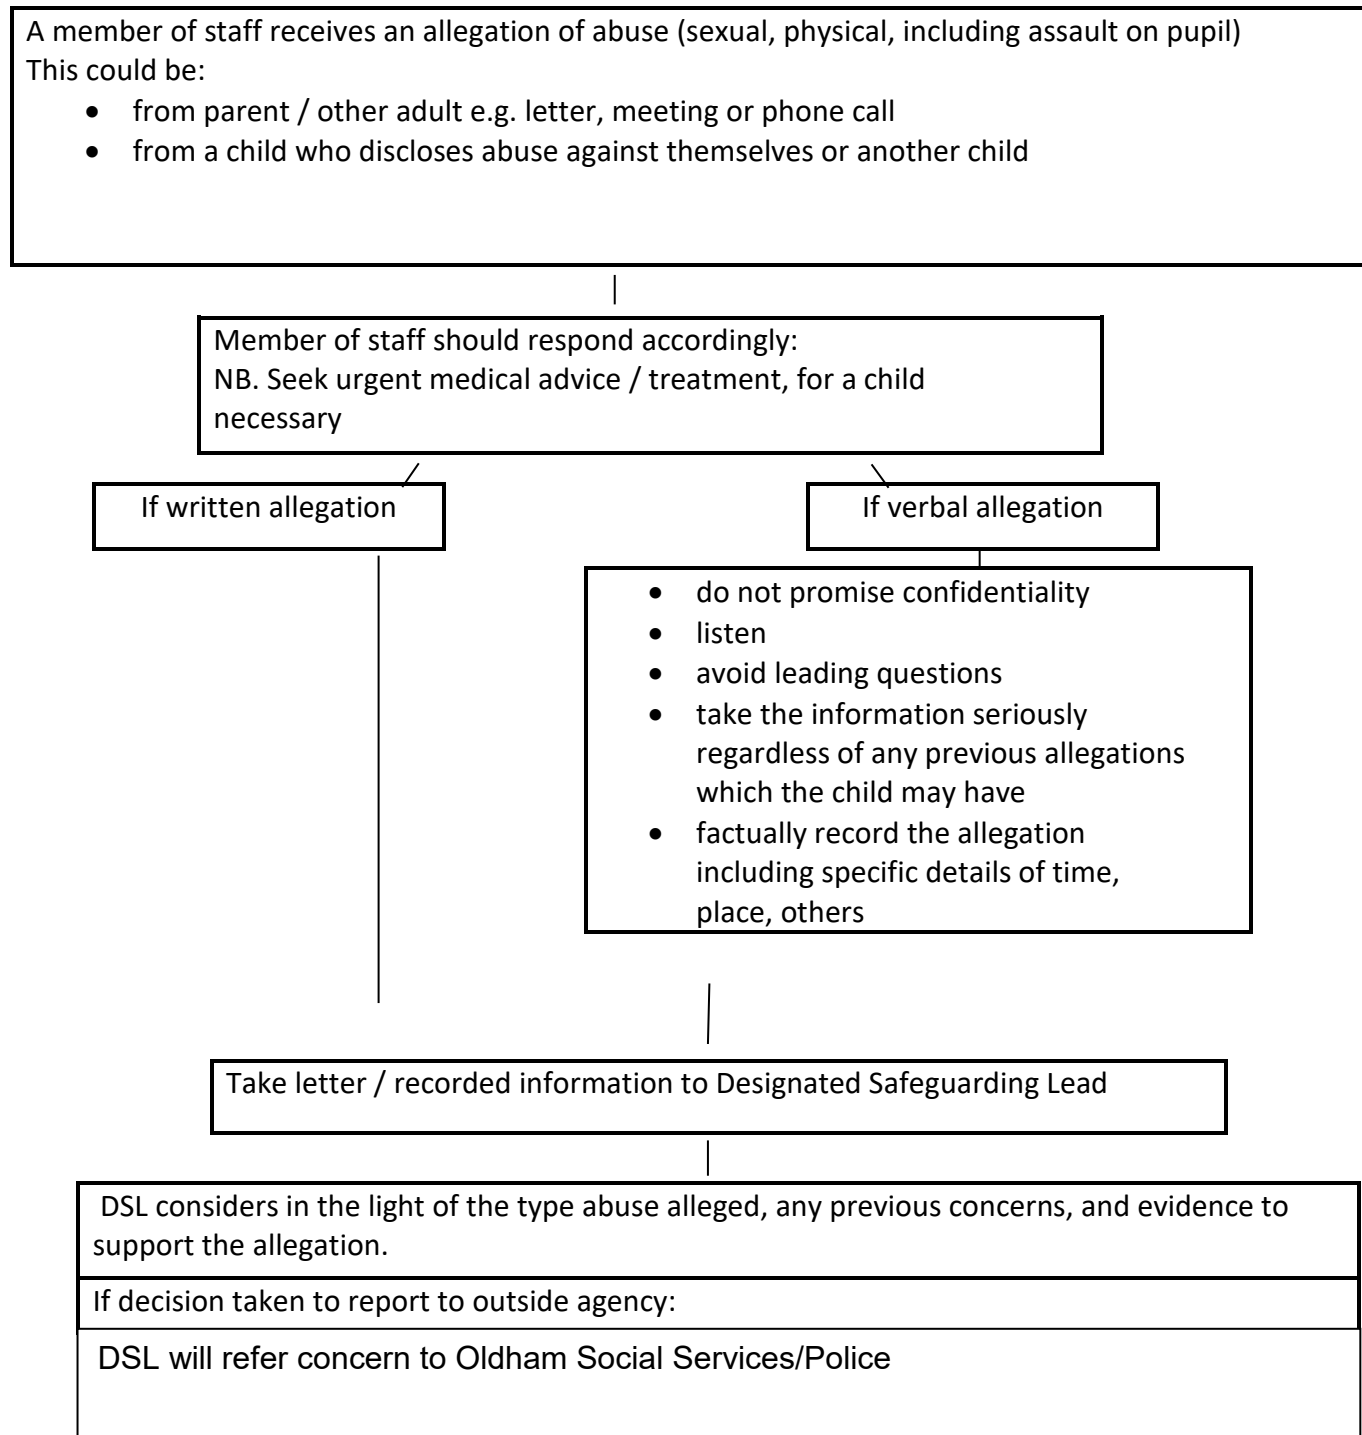 A member of staff receives an allegation of abuse (sexual, physical, including assault on pupil)
This could be:
• from parent / other adult e.g. letter, meeting or phone call
• from a child who discloses abuse against themselves or another child
Member of staff should respond accordingly:
NB. Seek urgent medical advice / treatment, for a child
necessary
If written allegation
If verbal allegation
• do not promise confidentiality
• listen
• avoid leading questions
• take the information seriously
regardless of any previous allegations
which the child may have
• factually record the allegation
including specific details of time,
place, others
Take letter / recorded information to Designated Safeguarding Lead
DSL considers in the light of the type abuse alleged, any previous concerns, and evidence to
support the allegation.
If decision taken to report to outside agency:
DSL will refer concern to Oldham Social Services/Police